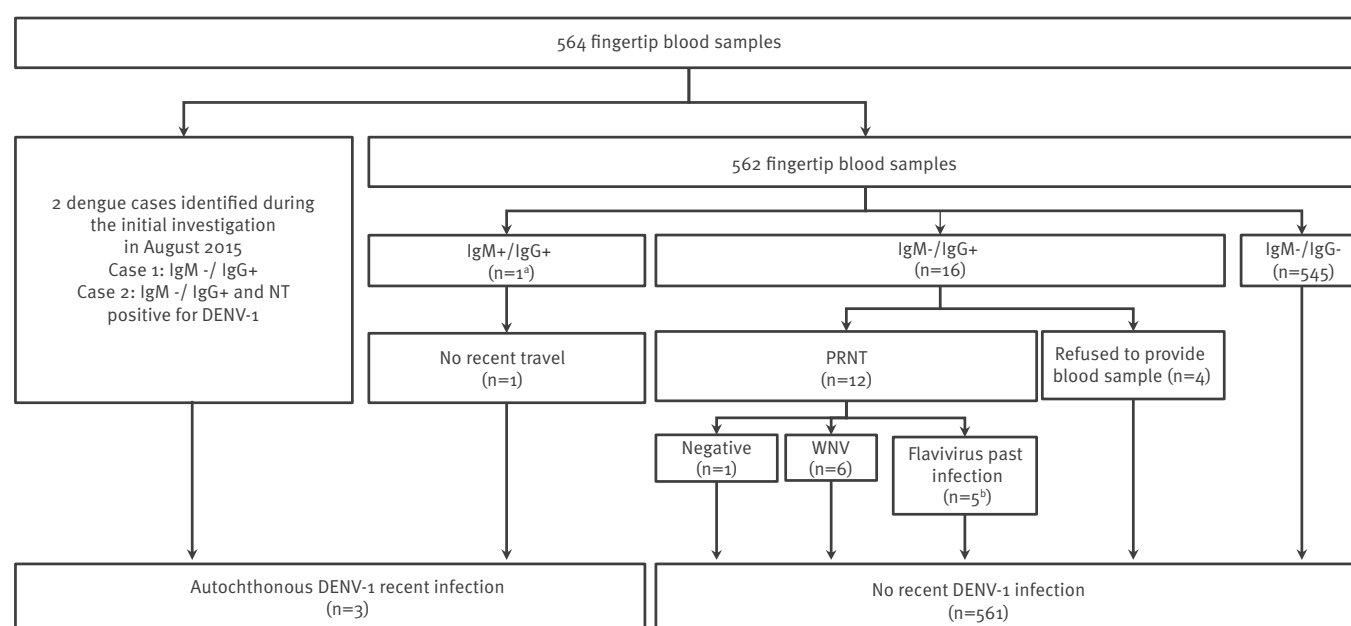 564 fingertip blood samples
2 dengue cases identified during
the initial investigation
in August 2015
Case 1: IgM -/ IgG+
Case 2: IgM -/ IgG+ and NT
positive for DENV-1
562 fingertip blood samples
IgM+/IgG+
(n=1ᵃ)
IgM-/IgG+
(n=16)
IgM-/IgG-
(n=545)
No recent travel
(n=1)
PRNT
(n=12)
Refused to provide
blood sample (n=4)
Negative
(n=1)
WNV
(n=6)
Flavivirus past
infection
(n=5ᵇ)
Autochthonous DENV-1 recent infection
(n=3)
No recent DENV-1 infection
(n=561)